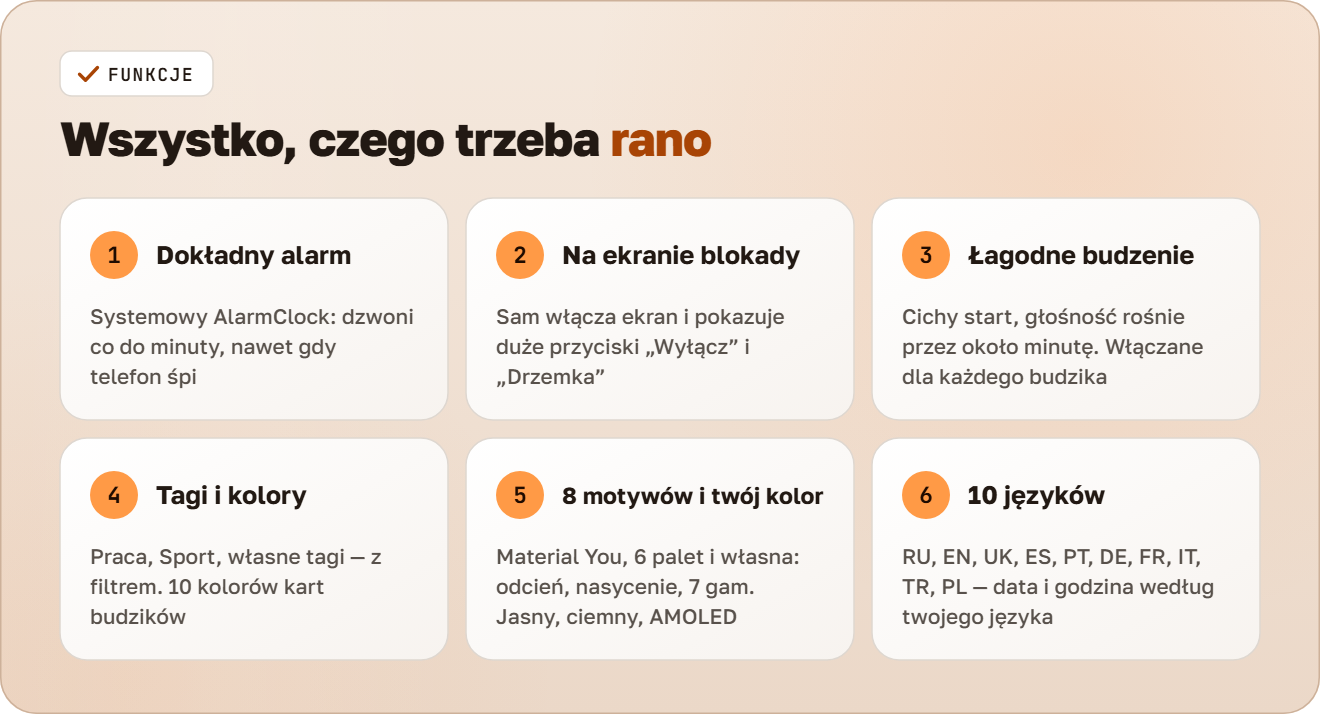 FUNKCJE
Wszystko, czego trzeba rano
1 Dokładny alarm
Systemowy AlarmClock: dzwoni
co do minuty, nawet gdy
telefon śpi
2 Na ekranie blokady
Sam włącza ekran i pokazuje
duże przyciski „Wyłącz” i
„Drzemka”
3 Łagodne budzenie
Cichy start, głośność rośnie
przez około minutę. Włączane
dla każdego budzika
4 Tagi i kolory
Praca, Sport, własne tagi — z
filtrem. 10 kolorów kart
budzików
5 8 motywów i twój kolor
Material You, 6 palet i własna:
odcień, nasycenie, 7 gam.
Jasny, ciemny, AMOLED
6 10 języków
RU, EN, UK, ES, PT, DE, FR, IT,
TR, PL — data i godzina według
twojego języka